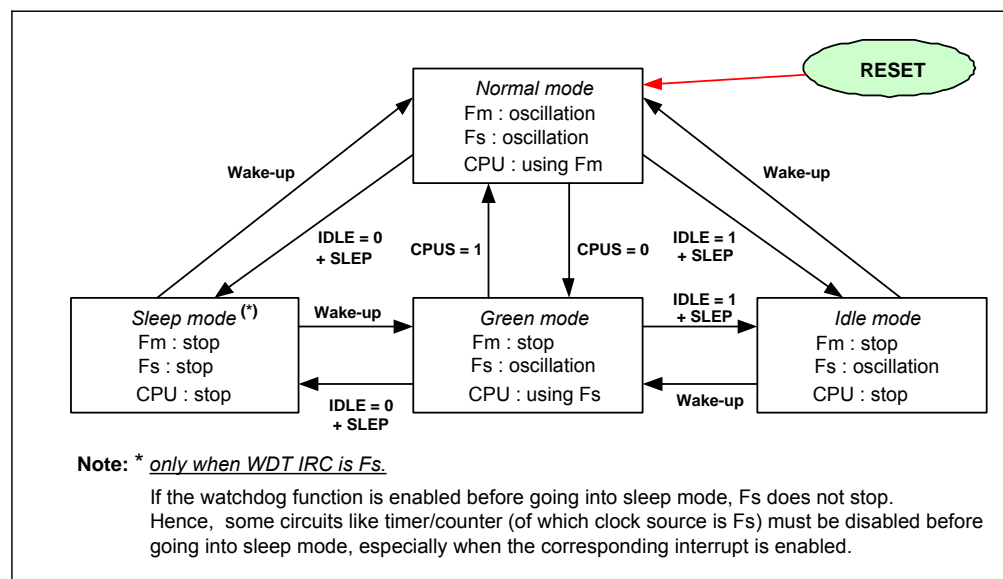 RESET
Normal mode
Fm : oscillation
Fs : oscillation
CPU : using Fm
Wake-up
Wake-up
IDLE = 0
+ SLEP
CPUS = 1
CPUS = 0
IDLE = 1
+ SLEP
Sleep mode (*)
Fm : stop
Fs : stop
CPU : stop
Wake-up
IDLE = 0
+ SLEP
Green mode
Fm : stop
Fs : oscillation
CPU : using Fs
IDLE = 1
+ SLEP
Wake-up
Idle mode
Fm : stop
Fs : oscillation
CPU : stop
Note: * only when WDT IRC is Fs.
If the watchdog function is enabled before going into sleep mode, Fs does not stop.
Hence, some circuits like timer/counter (of which clock source is Fs) must be disabled before
going into sleep mode, especially when the corresponding interrupt is enabled.